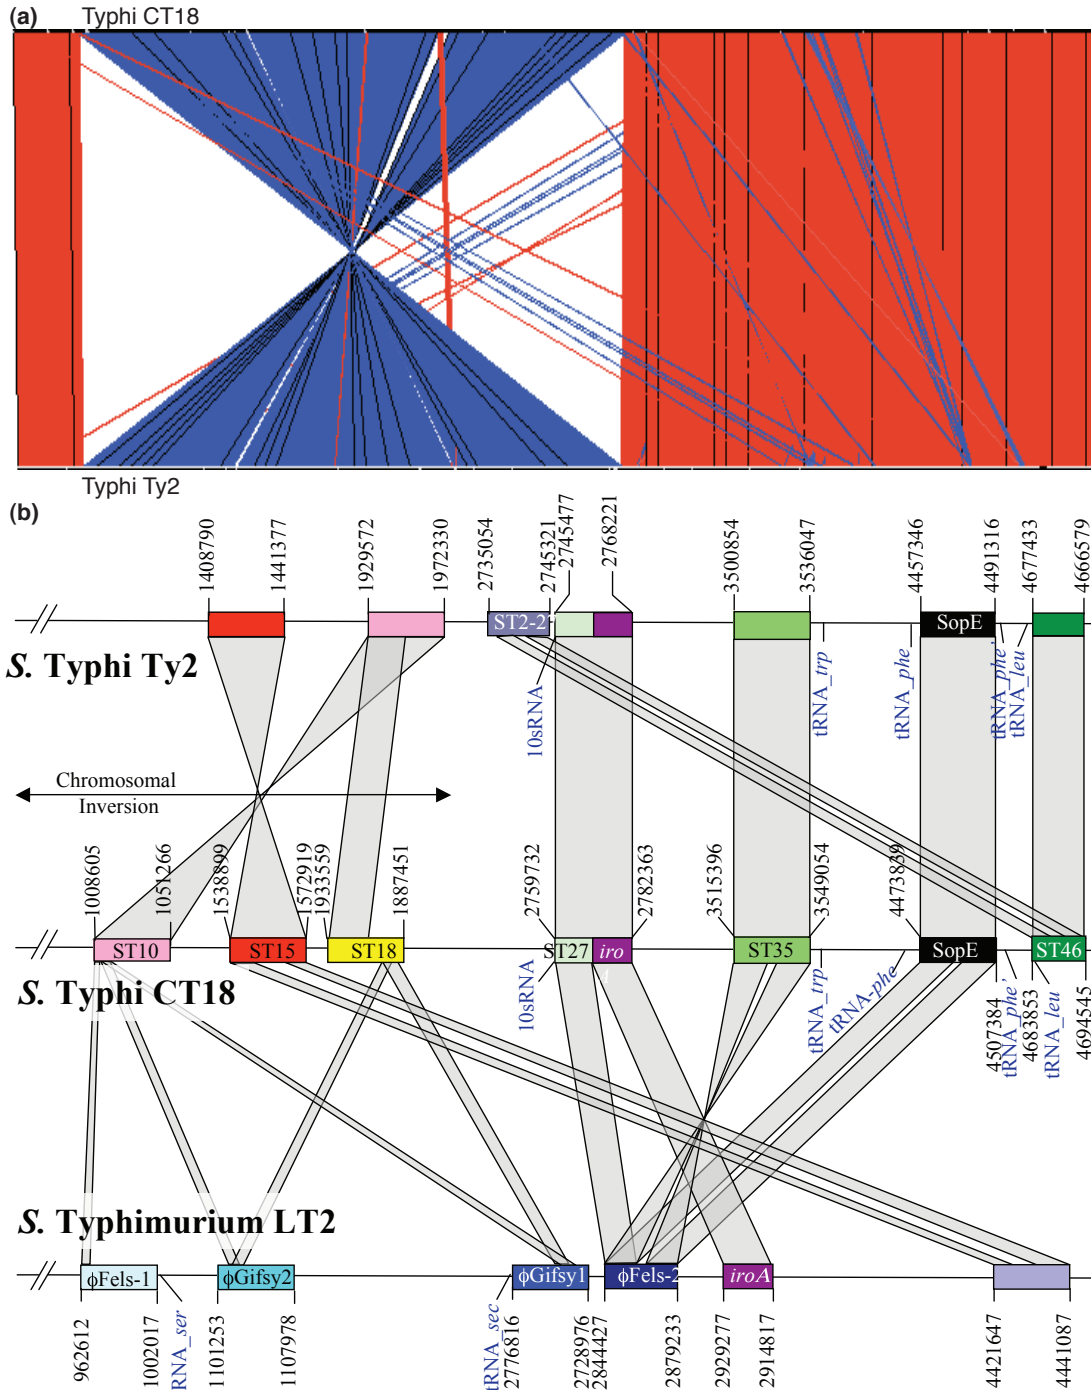 (a) Typhi CT18
Typhi Ty2
(b)
1408790 1441377 1929572 1972330 2735054 2745321 2745477 2768221 3500854 3536047 4457346 4491316 4677433 4666579
ST2-2 SopE
S. Typhi Ty2
10sRNA tRNA_trp tRNA_phe tRNA_phe' tRNA_leu
Chromosomal
Inversion
1008605 1051266 1538899 1572919 1933559 1887451 2759732 2782363 3515396 3549054 4473839
ST10 ST15 ST18 ST27 iro ST35 SopE ST46
A
S. Typhi CT18
10sRNA tRNA_trp tRNA-phe 4507384 tRNA_phe' 4683853 tRNA_leu 4694545
S. Typhimurium LT2
ϕFels-1 ϕGifsy2 ϕGifsy1 ϕFels-2 iroA
962612 1002017 RNA_ser 1101253 1107978 tRNA_sec 2776816 2728976 2844427 2879233 2929277 2914817 4421647 4441087